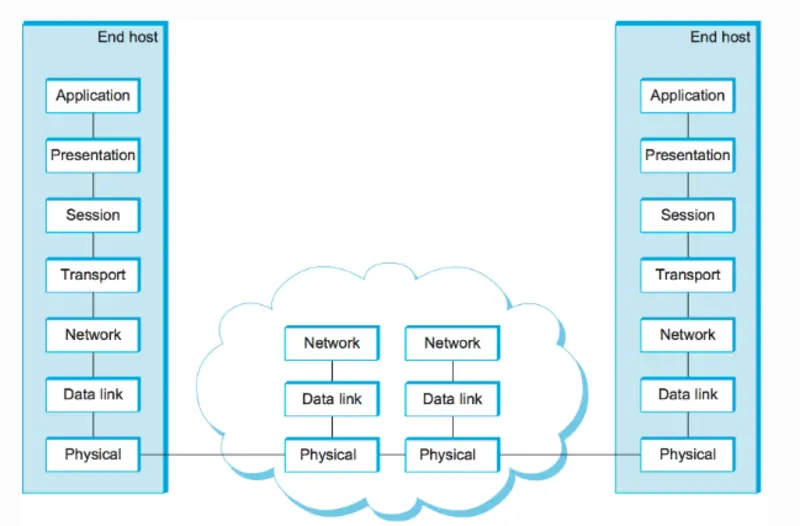 End host
End host
Application
Application
Presentation
Presentation
Session
Session
Transport
Transport
Network
Network
Network
Network
Data link
Data link
Data link
Data link
Physical
Physical
Physical
Physical